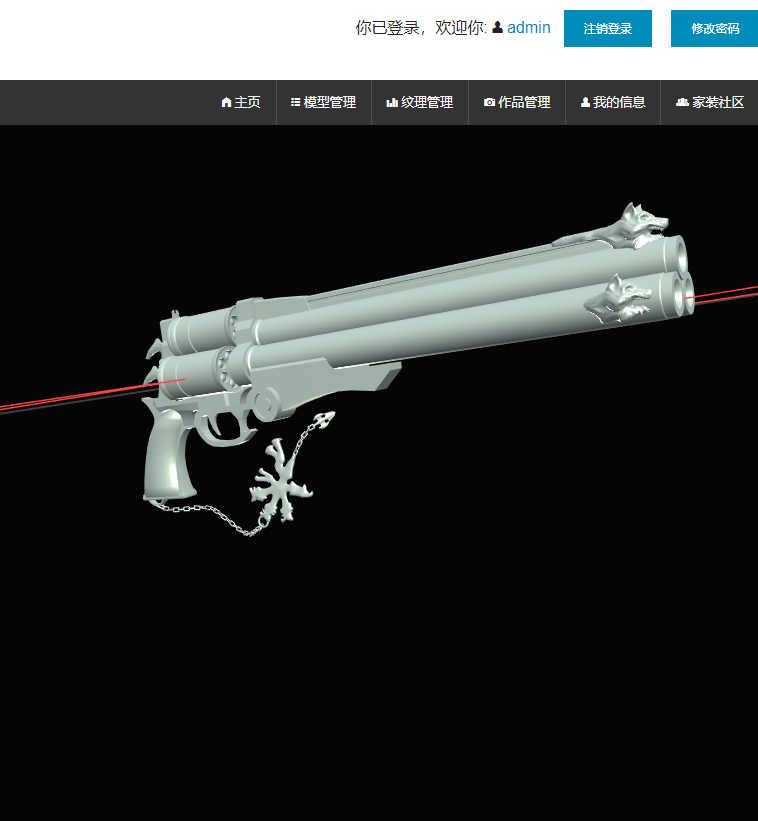 你已登录，欢迎你: admin 注销登录 修改密码
主页 模型管理 纹理管理 作品管理 我的信息 家装社区